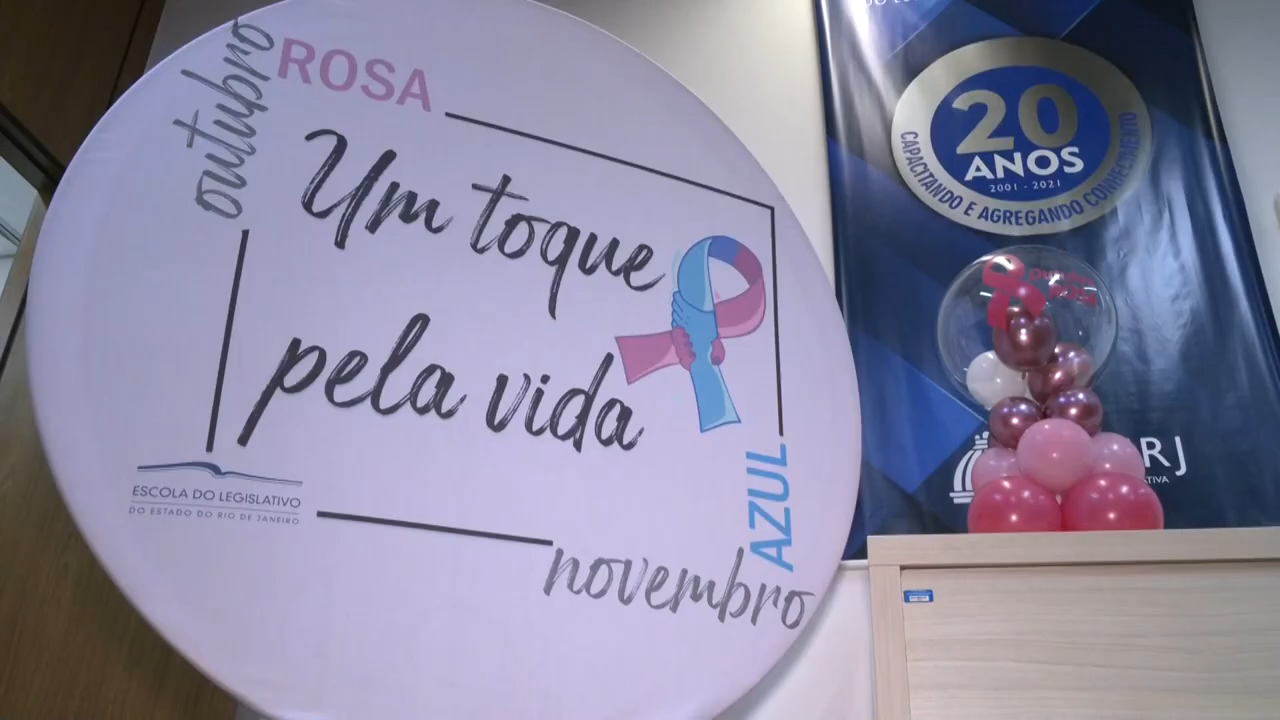 outubro
ROSA
Um toque
pela vida
AZUL
novembro
ESCOLA DO LEGISLATIVO
DO ESTADO DO RIO DE JANEIRO
20
ANOS
2001 - 2021
CAPACITANDO E AGREGANDO CONHECIMENTO